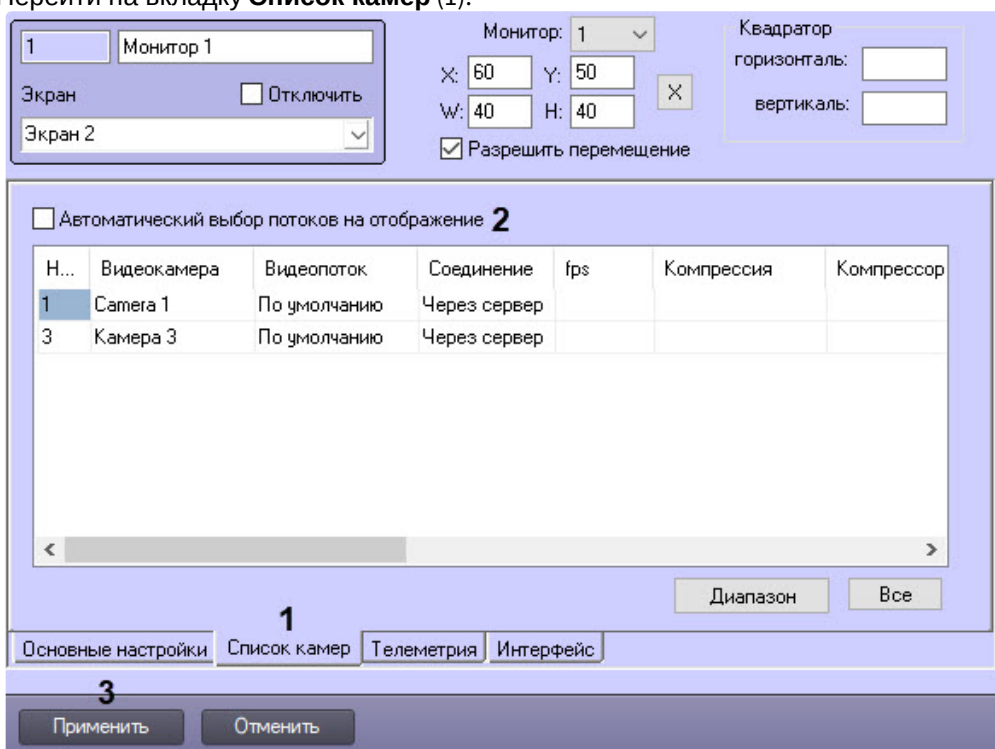 Перейти на вкладку Список камер (1).
1 Монитор 1
Экран Отключить
Экран 2
Монитор: 1
X: 60 Y: 50
W: 40 H: 40
X
Разрешить перемещение
Квадратор
горизонталь:
вертикаль:
Автоматический выбор потоков на отображение 2
Н... Видеокамера Видеопоток Соединение fps Компрессия Компрессор
1 Camera 1 По умолчанию Через сервер
3 Камера 3 По умолчанию Через сервер
Диапазон Все
1
Основные настройки Список камер Телеметрия Интерфейс
3
Применить Отменить